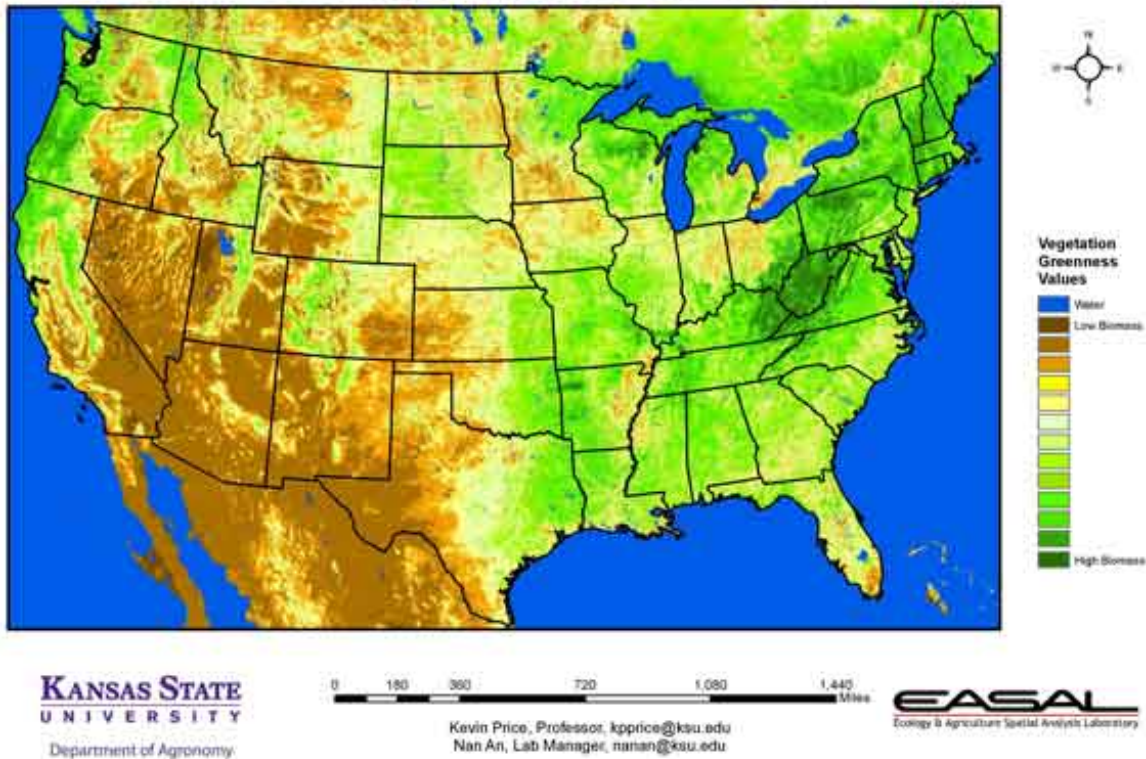 N
W
E
S
Vegetation
Greenness
Values
Water
Low Biomass
High Biomass
KANSAS STATE
UNIVERSITY
Department of Agronomy
0 180 360 720 1,080 1,440
Miles
Kevin Price, Professor, kpprice@ksu.edu
Nan An, Lab Manager, nanan@ksu.edu
EASAL
Ecology & Agriculture Spatial Analysis Laboratory